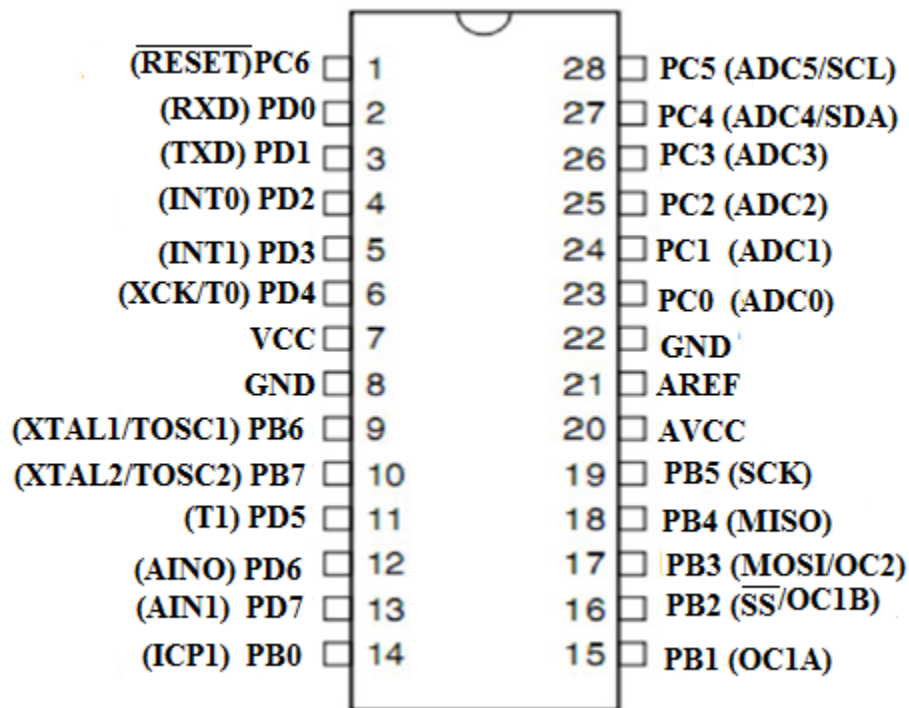 (RESET)PC6 1 28 PC5 (ADC5/SCL)
(RXD) PD0 2 27 PC4 (ADC4/SDA)
(TXD) PD1 3 26 PC3 (ADC3)
(INT0) PD2 4 25 PC2 (ADC2)
(INT1) PD3 5 24 PC1 (ADC1)
(XCK/T0) PD4 6 23 PC0 (ADC0)
VCC 7 22 GND
GND 8 21 AREF
(XTAL1/TOSC1) PB6 9 20 AVCC
(XTAL2/TOSC2) PB7 10 19 PB5 (SCK)
(T1) PD5 11 18 PB4 (MISO)
(AINO) PD6 12 17 PB3 (MOSI/OC2)
(AIN1) PD7 13 16 PB2 (SS/OC1B)
(ICP1) PB0 14 15 PB1 (OC1A)